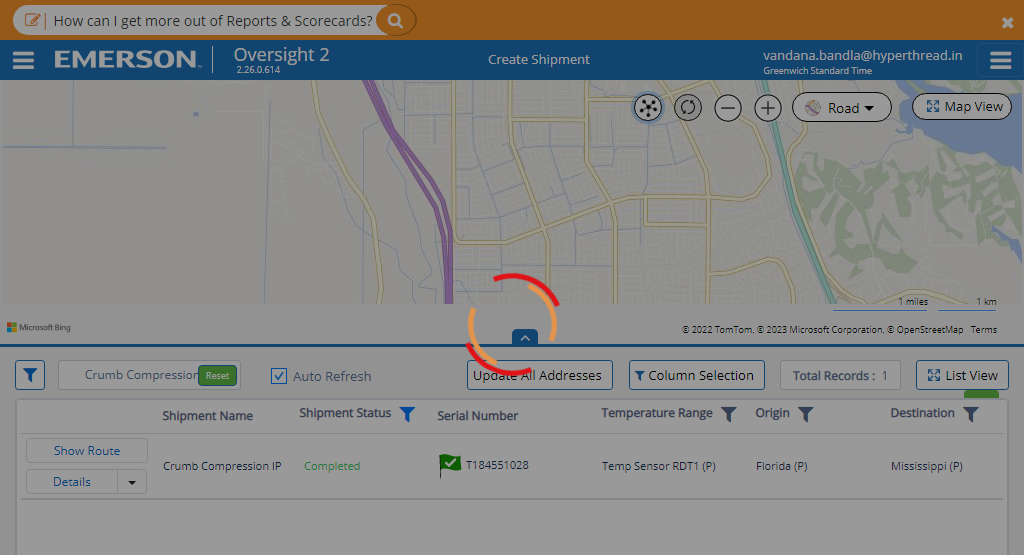 How can I get more out of Reports & Scorecards?
EMERSON
Oversight 2
2.26.0.614
Create Shipment
vandana.bandla@hyperthread.in
Greenwich Standard Time
Road
Map View
1 miles
1 km
Microsoft Bing
© 2022 TomTom, © 2023 Microsoft Corporation, © OpenStreetMap Terms
Crumb Compression
Reset
Auto Refresh
Update All Addresses
Column Selection
Total Records : 1
List View
Shipment Name
Shipment Status
Serial Number
Temperature Range
Origin
Destination
Show Route
Details
Crumb Compression IP
Completed
T184551028
Temp Sensor RDT1 (P)
Florida (P)
Mississippi (P)